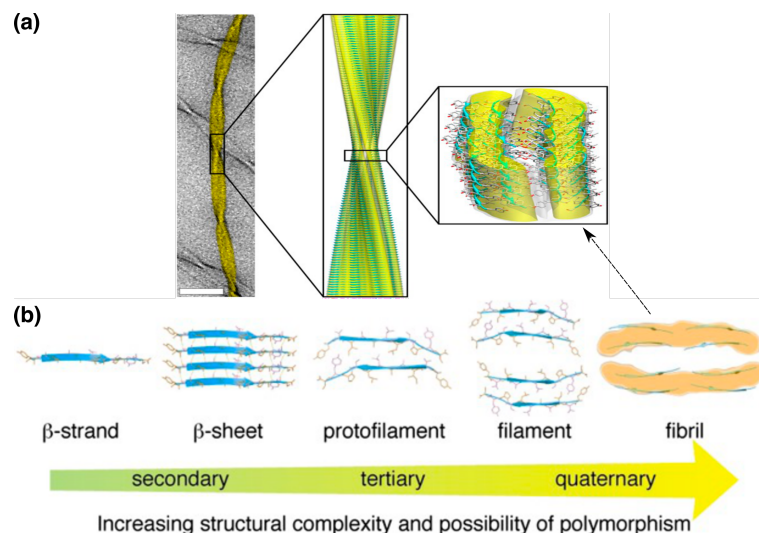 (a)
(b)
β-strand β-sheet protofilament filament fibril
secondary tertiary quaternary
Increasing structural complexity and possibility of polymorphism